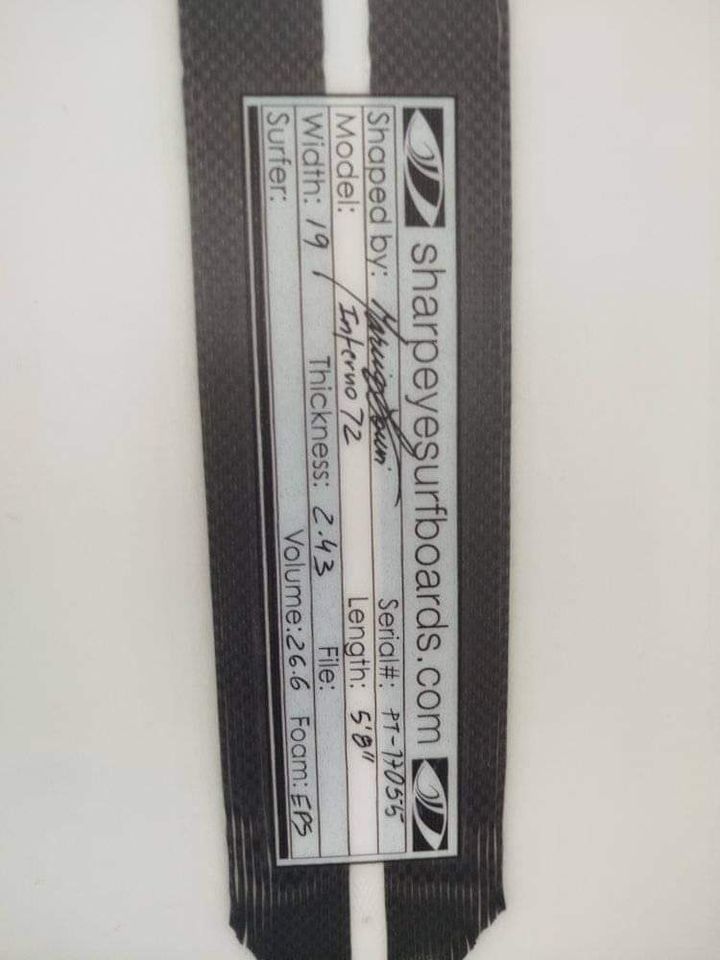 sharpeyesurfboards.com
Shaped by: Serial#: PT-77055
Model: Inferno 72 Length: 5'8"
Width: 19 Thickness: 2.43 File:
Surfer: Volume: 26.6 Foam: EPS